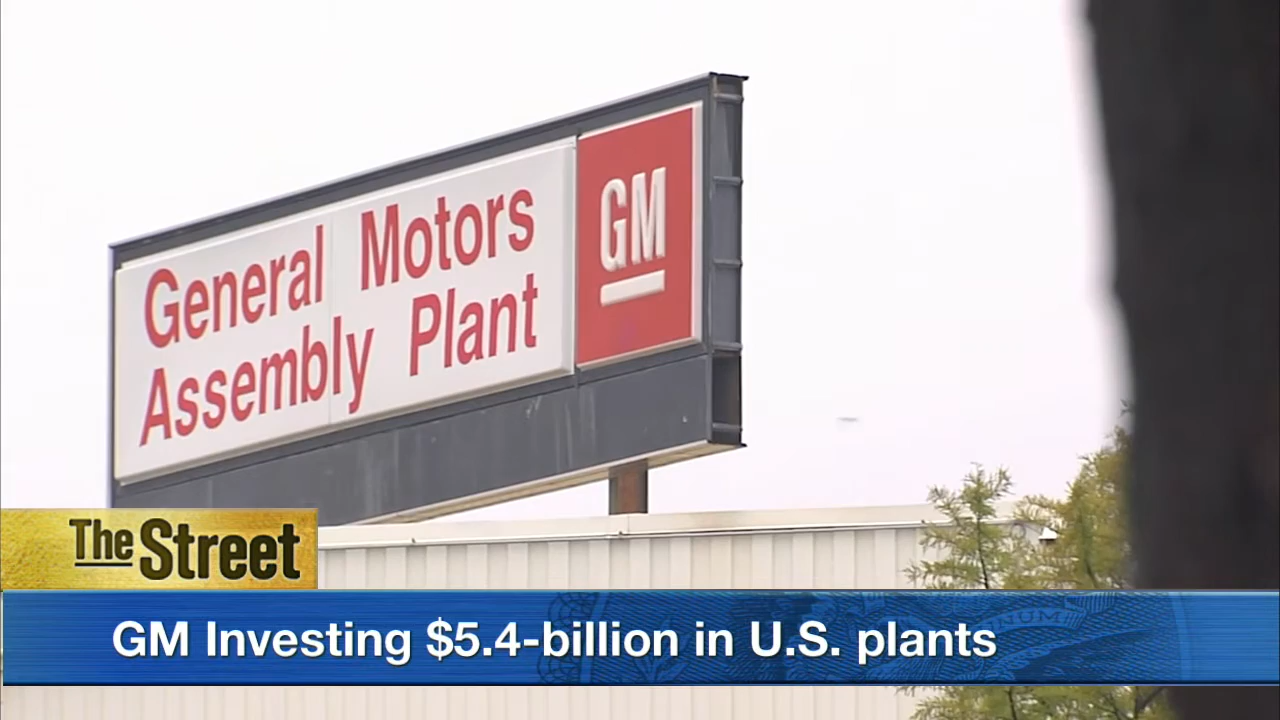 General Motors
Assembly Plant
GM
The Street
GM Investing $5.4-billion in U.S. plants